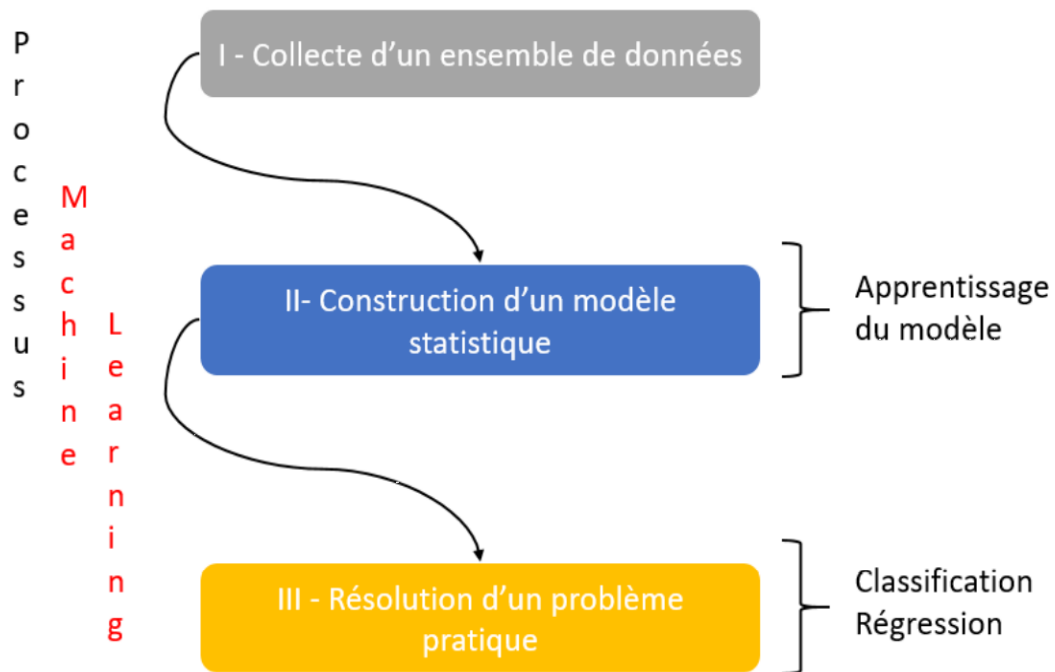 Processus
Machine
Learning
I - Collecte d'un ensemble de données
II- Construction d'un modèle
statistique
Apprentissage
du modèle
III - Résolution d'un problème
pratique
Classification
Régression